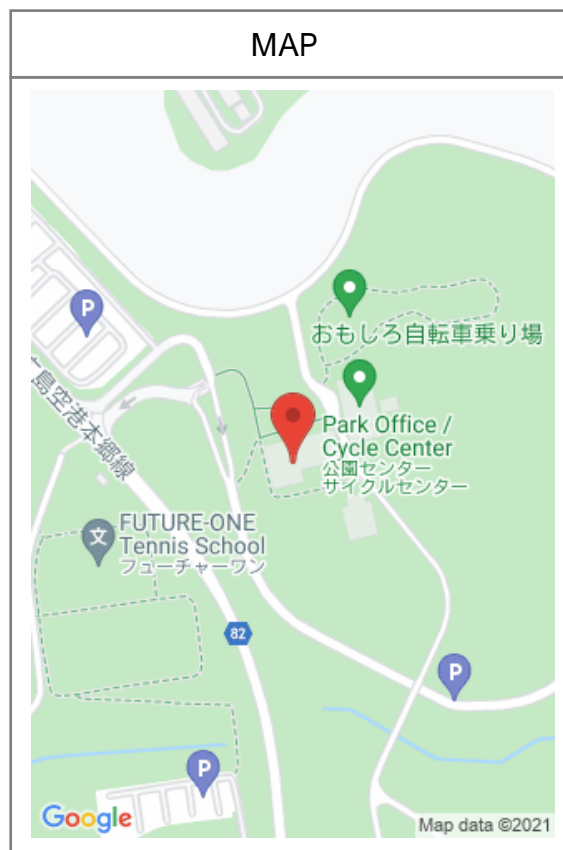 MAP
P
おもしろ自転車乗り場
島空港本郷線
Park Office /
Cycle Center
公園センター
サイクルセンター
文
FUTURE-ONE
Tennis School
フューチャーワン
82
P
P
Google
Map data ©2021